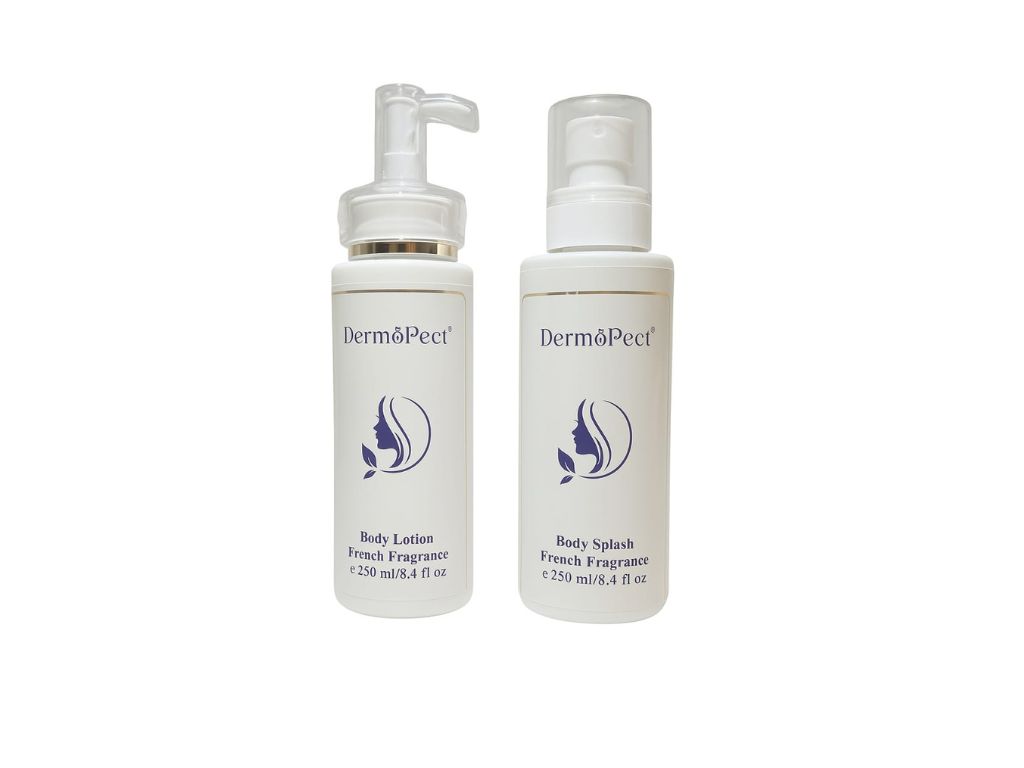 DermoPect®
Body Lotion
French Fragrance
e 250 ml/8.4 fl oz
DermoPect®
Body Splash
French Fragrance
e 250 ml/8.4 fl oz